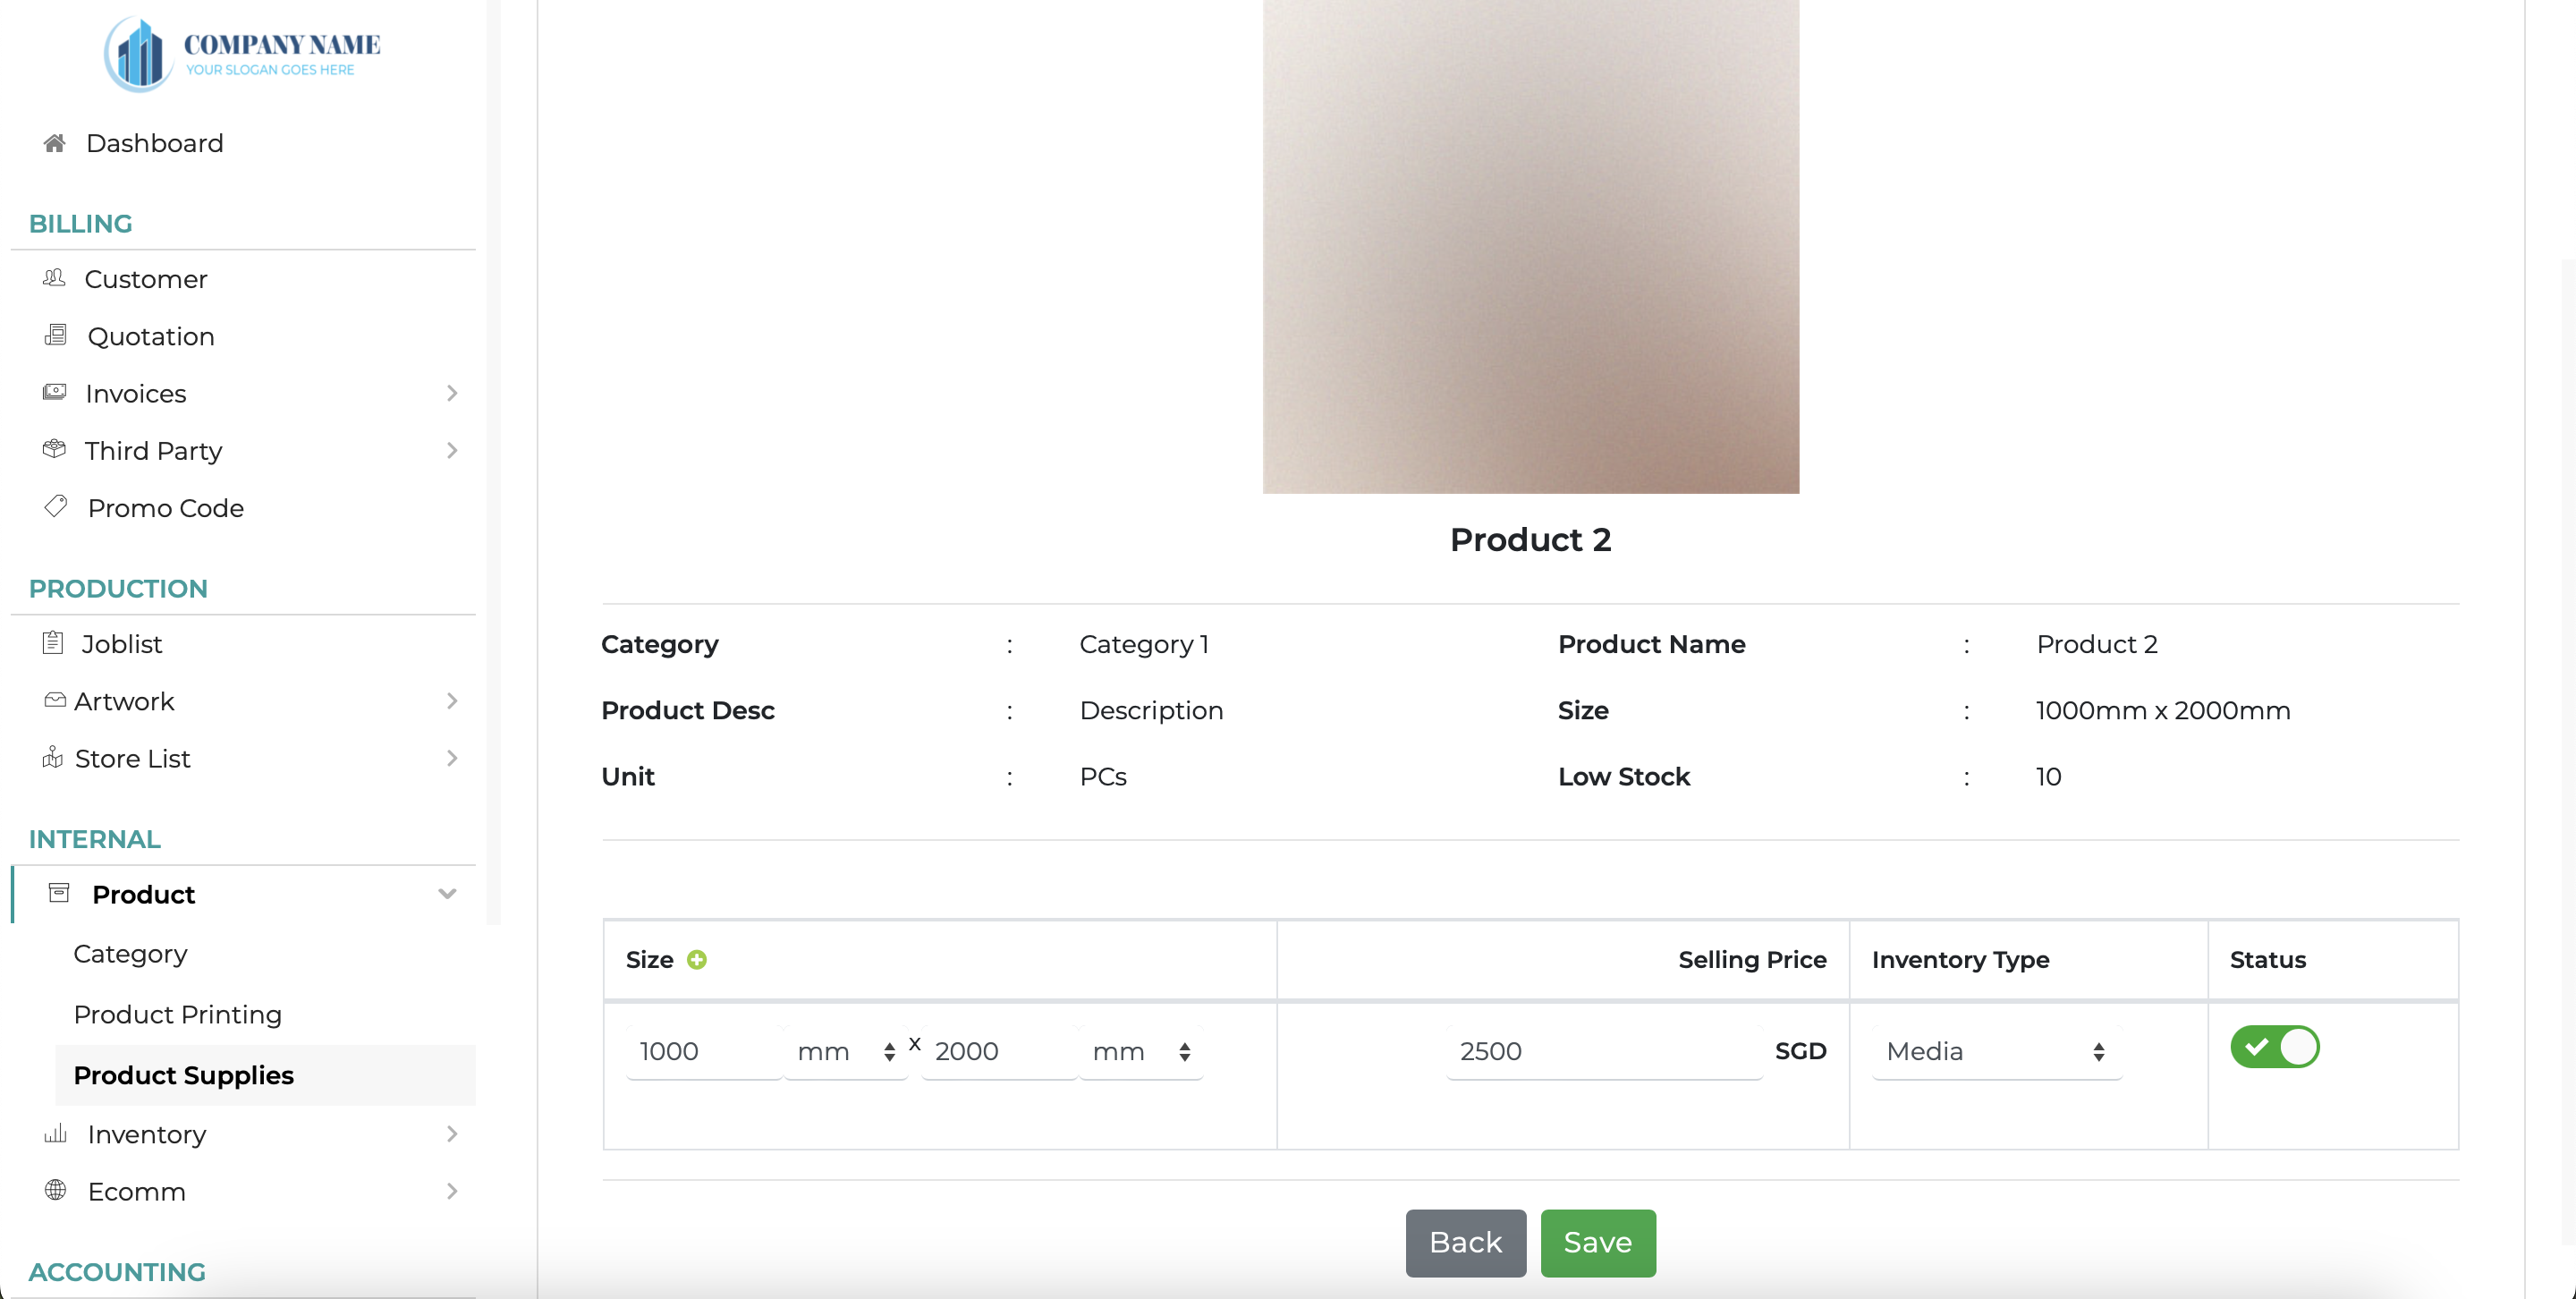 COMPANY NAME
YOUR SLOGAN GOES HERE
Dashboard
BILLING
Customer
Quotation
Invoices
Third Party
Promo Code
PRODUCTION
Joblist
Artwork
Store List
INTERNAL
Product
Category
Product Printing
Product Supplies
Inventory
Ecomm
ACCOUNTING
Product 2
Category : Category 1 Product Name : Product 2
Product Desc : Description Size : 1000mm x 2000mm
Unit : PCs Low Stock : 10
Size Selling Price Inventory Type Status
1000 mm x 2000 mm 2500 SGD Media
Back Save